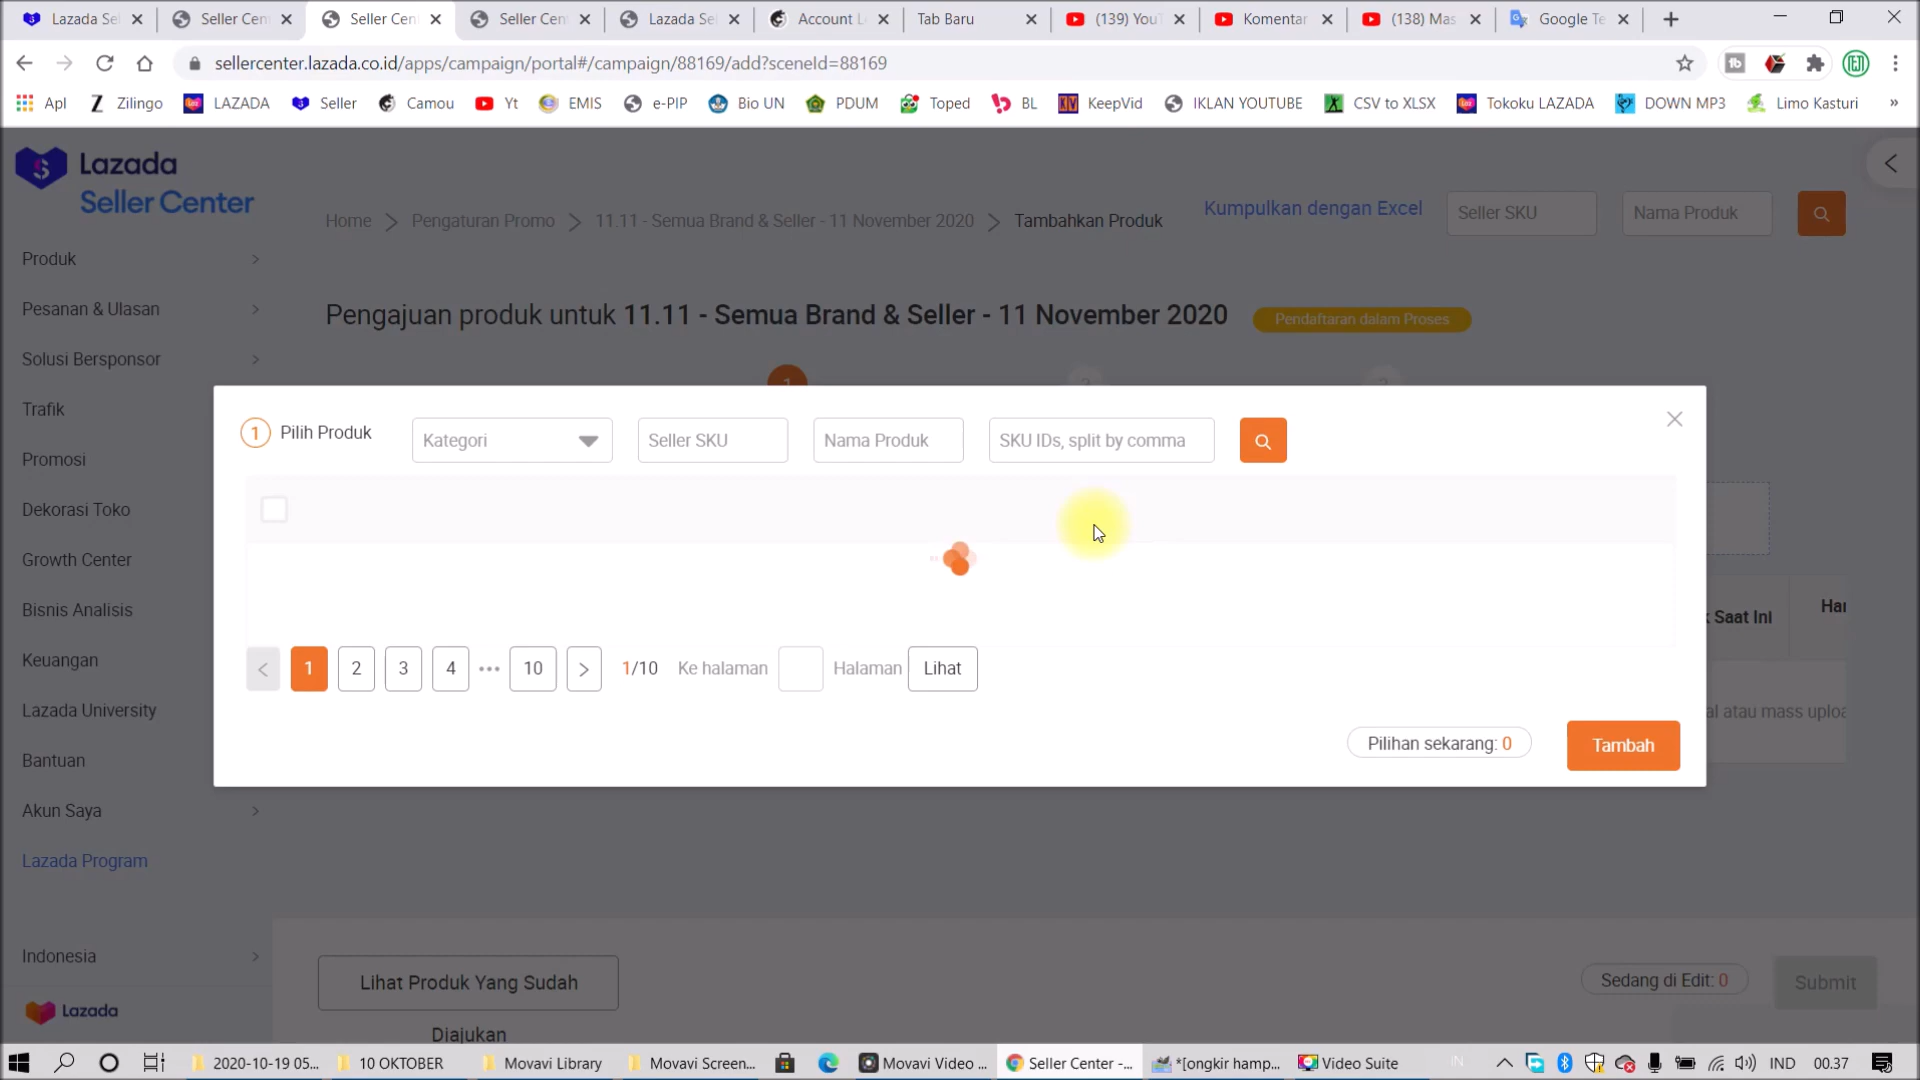 Lazada Se
Seller Cen
Seller Cen
Seller Cen
Lazada Se
Account L
Tab Baru
(139) YouT
Komentar
(138) Mas
Google Te
sellercenter.lazada.co.id/apps/campaign/portal#/campaign/88169/add?sceneId=88169
Apl
Zilingo
LAZADA
Seller
Camou
Yt
EMIS
e-PIP
Bio UN
PDUM
Toped
BL
KeepVid
IKLAN YOUTUBE
CSV to XLSX
Tokoku LAZADA
DOWN MP3
Limo Kasturi
»
Lazada
Seller Center
Home > Pengaturan Promo > 11.11 - Semua Brand & Seller - 11 November 2020 > Tambahkan Produk
Kumpulkan dengan Excel
Seller SKU
Nama Produk
Produk
Pesanan & Ulasan
Solusi Bersponsor
Trafik
Promosi
Dekorasi Toko
Growth Center
Bisnis Analisis
Keuangan
Lazada University
Bantuan
Akun Saya
Lazada Program
Indonesia
Lazada
Pengajuan produk untuk 11.11 - Semua Brand & Seller - 11 November 2020
Pendaftaran dalam Proses
1 Pilih Produk
Kategori
Seller SKU
Nama Produk
SKU IDs, split by comma
< 1 2 3 4 ••• 10 > 1/10 Ke halaman Halaman Lihat
Pilihan sekarang: 0
Tambah
Saat Ini
Har
al atau mass uploa
Lihat Produk Yang Sudah
Diajukan
Sedang di Edit: 0
Submit
2020-10-19 05...
10 OKTOBER
Movavi Library
Movavi Screen...
Movavi Video ...
Seller Center -...
*[ongkir hamp...
Video Suite
IN
IND
00.37